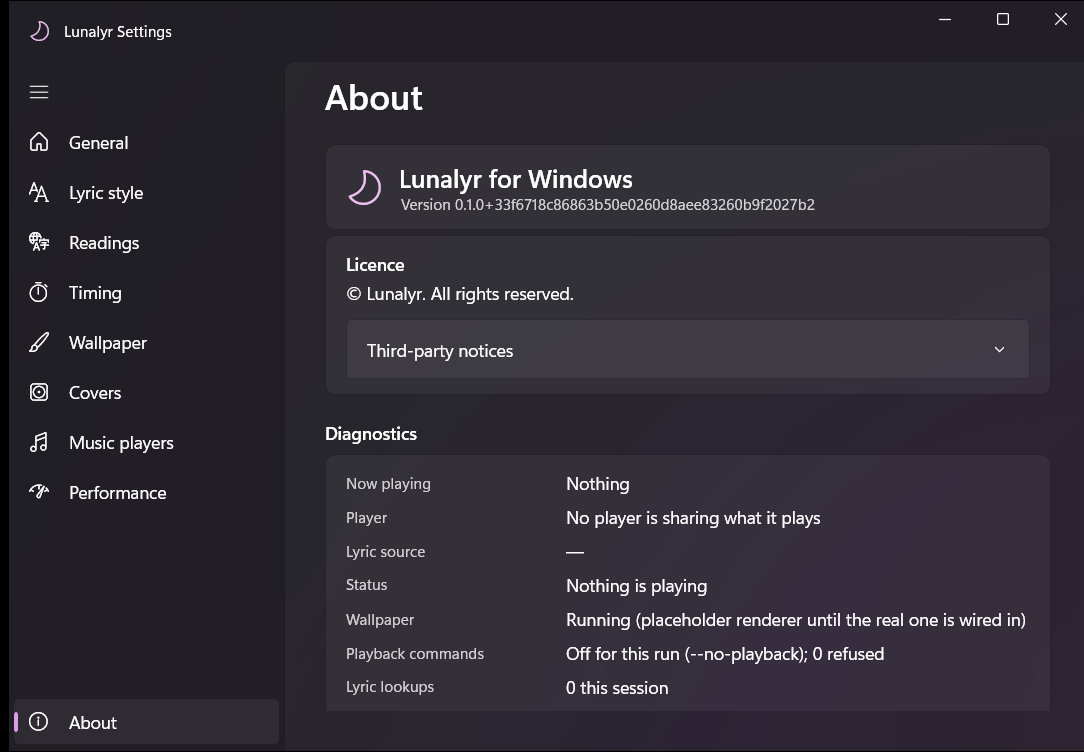 Lunalyr Settings
General
Lyric style
Readings
Timing
Wallpaper
Covers
Music players
Performance
About
About
Lunalyr for Windows
Version 0.1.0+33f6718c86863b50e0260d8aee83260b9f2027b2
Licence
© Lunalyr. All rights reserved.
Third-party notices
Diagnostics
Now playing Nothing
Player No player is sharing what it plays
Lyric source —
Status Nothing is playing
Wallpaper Running (placeholder renderer until the real one is wired in)
Playback commands Off for this run (--no-playback); 0 refused
Lyric lookups 0 this session